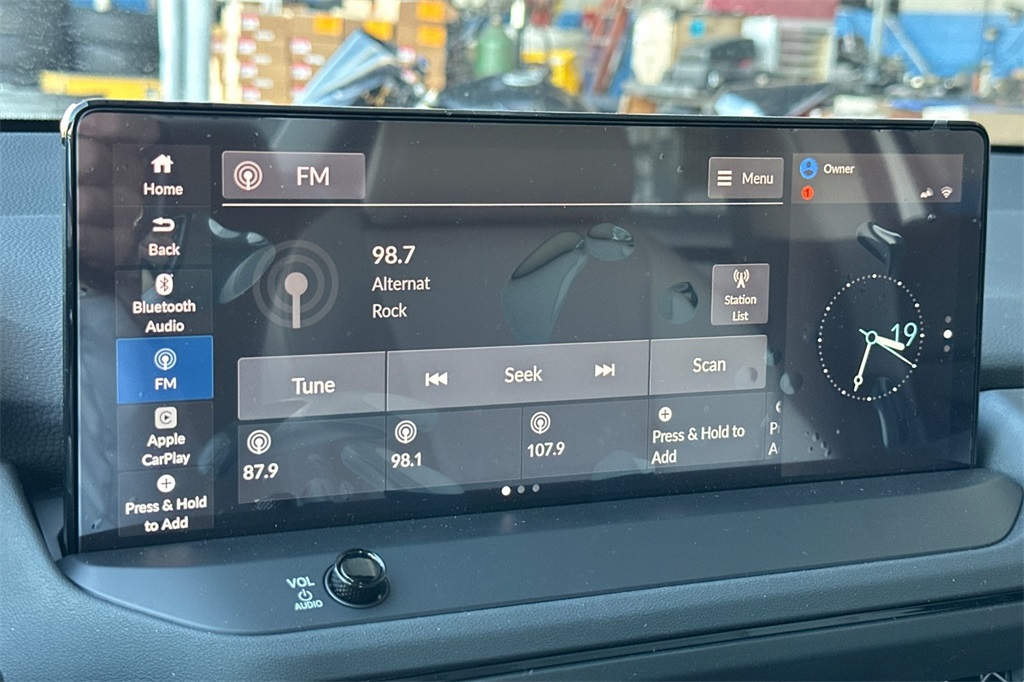 Home
Back
Bluetooth
Audio
FM
Apple
CarPlay
Press & Hold
to Add
FM
Menu
98.7
Alternat
Rock
Station
List
Tune
Seek
Scan
87.9
98.1
107.9
Press & Hold to
Add
P
A
Owner
1
19
VOL
AUDIO